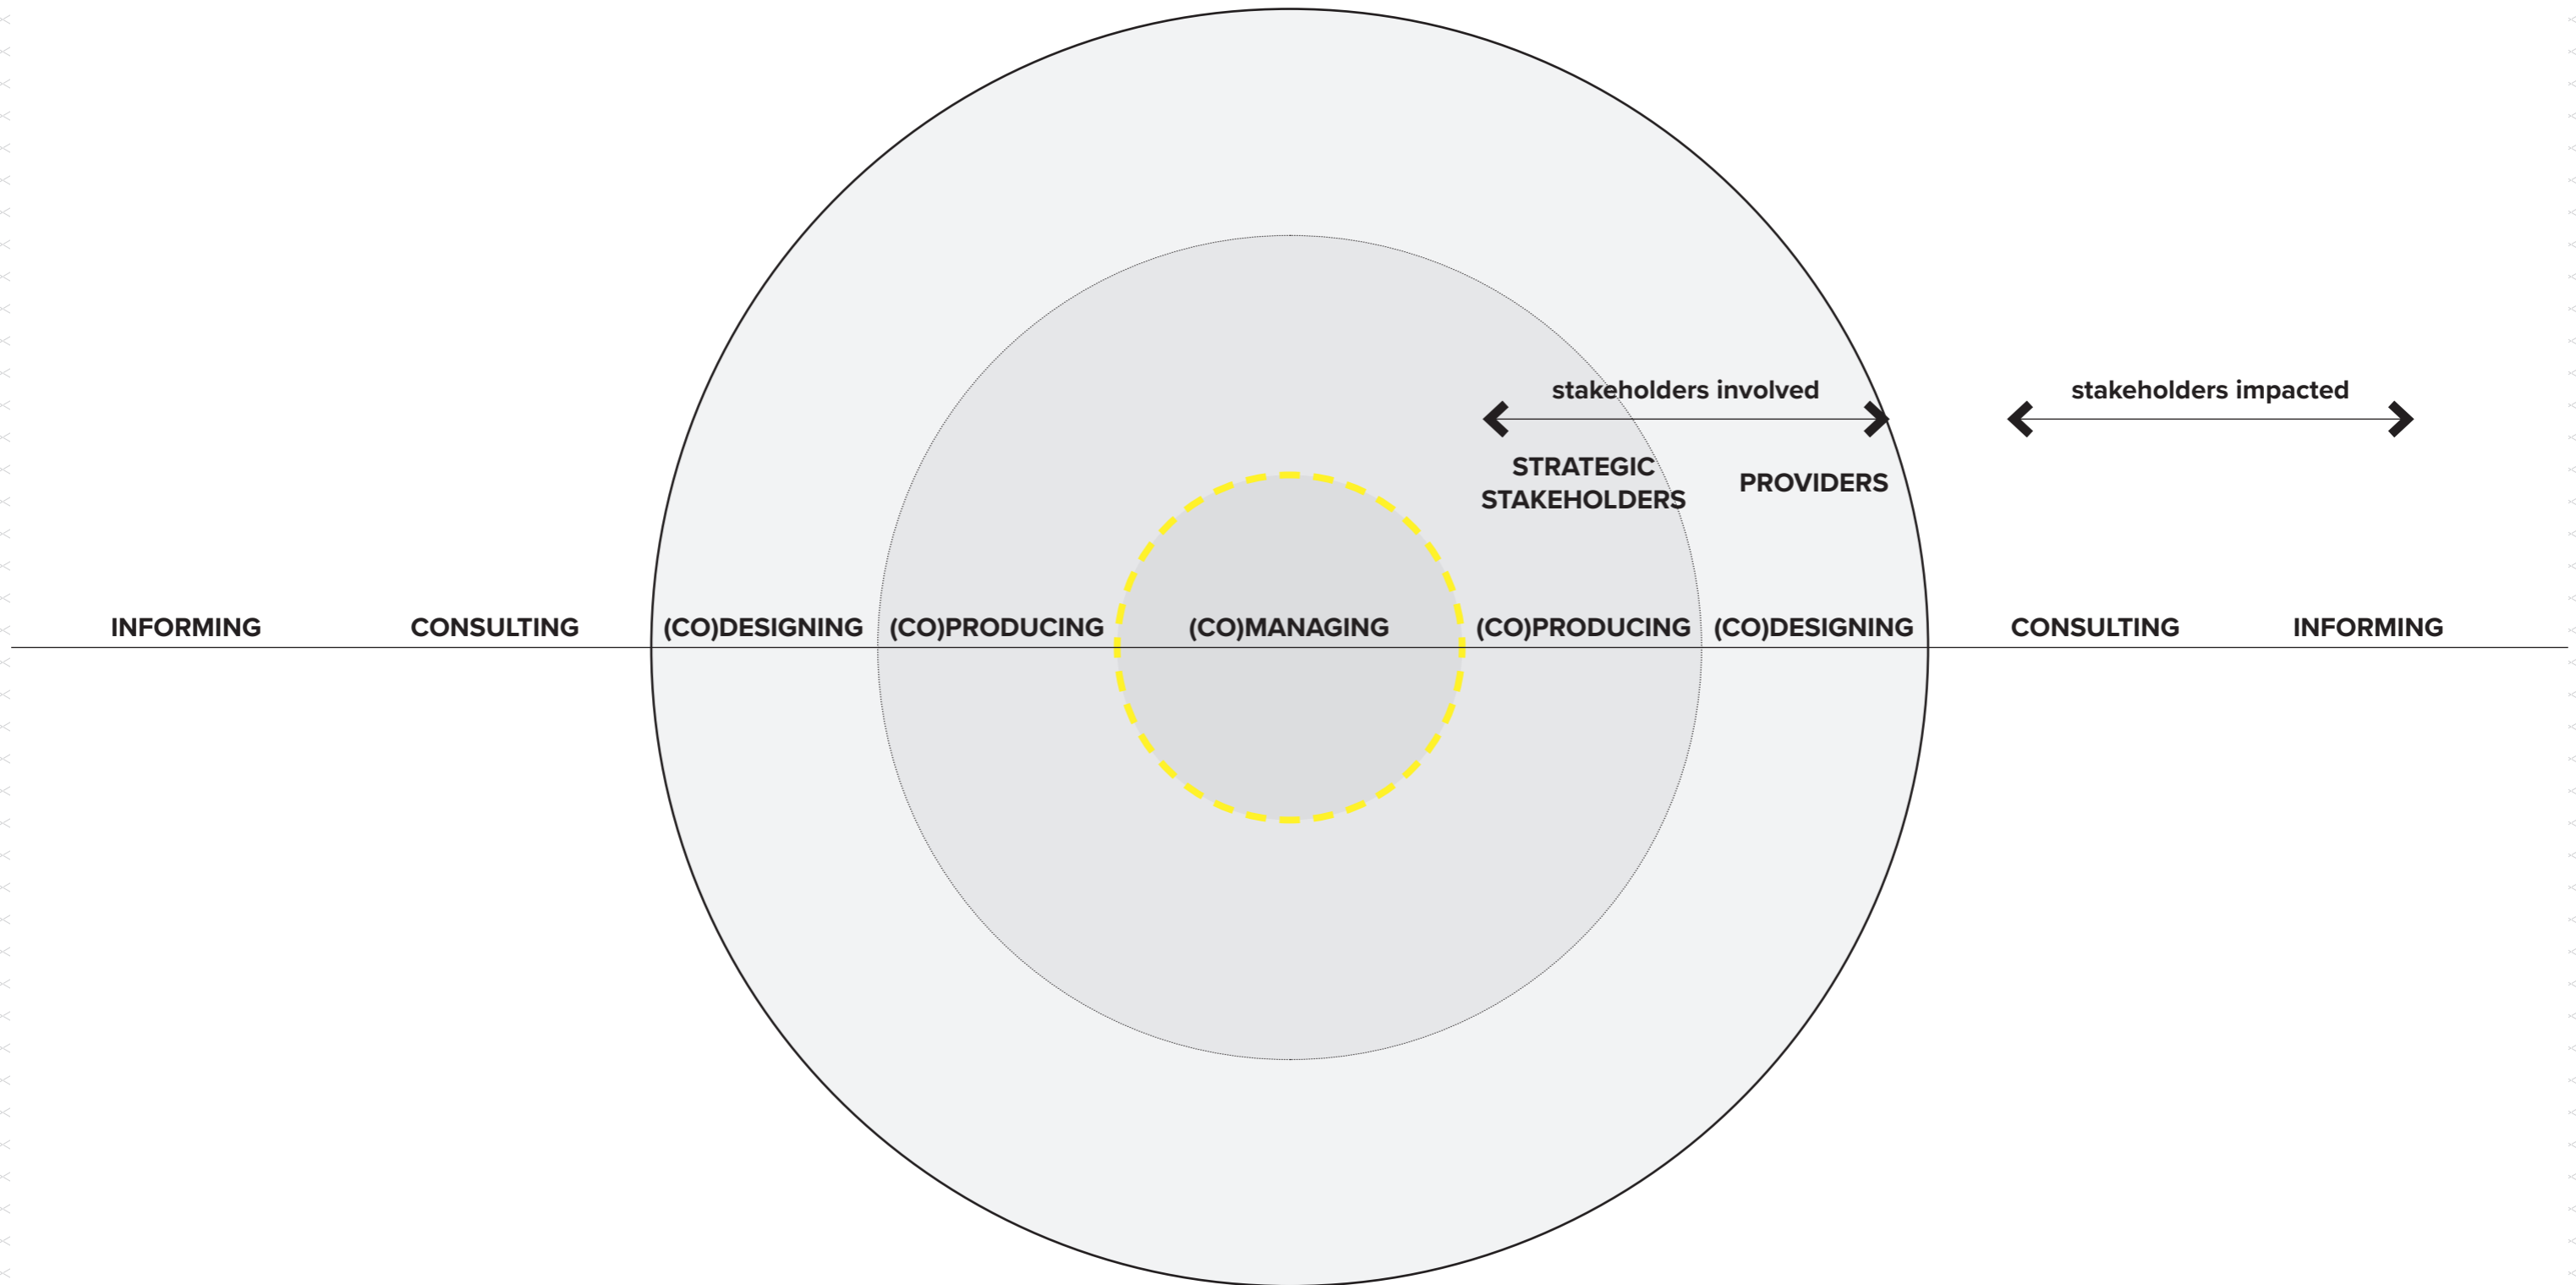 stakeholders involved
stakeholders impacted
STRATEGIC
STAKEHOLDERS
PROVIDERS
INFORMING
CONSULTING
(CO)DESIGNING
(CO)PRODUCING
(CO)MANAGING
(CO)PRODUCING
(CO)DESIGNING
CONSULTING
INFORMING